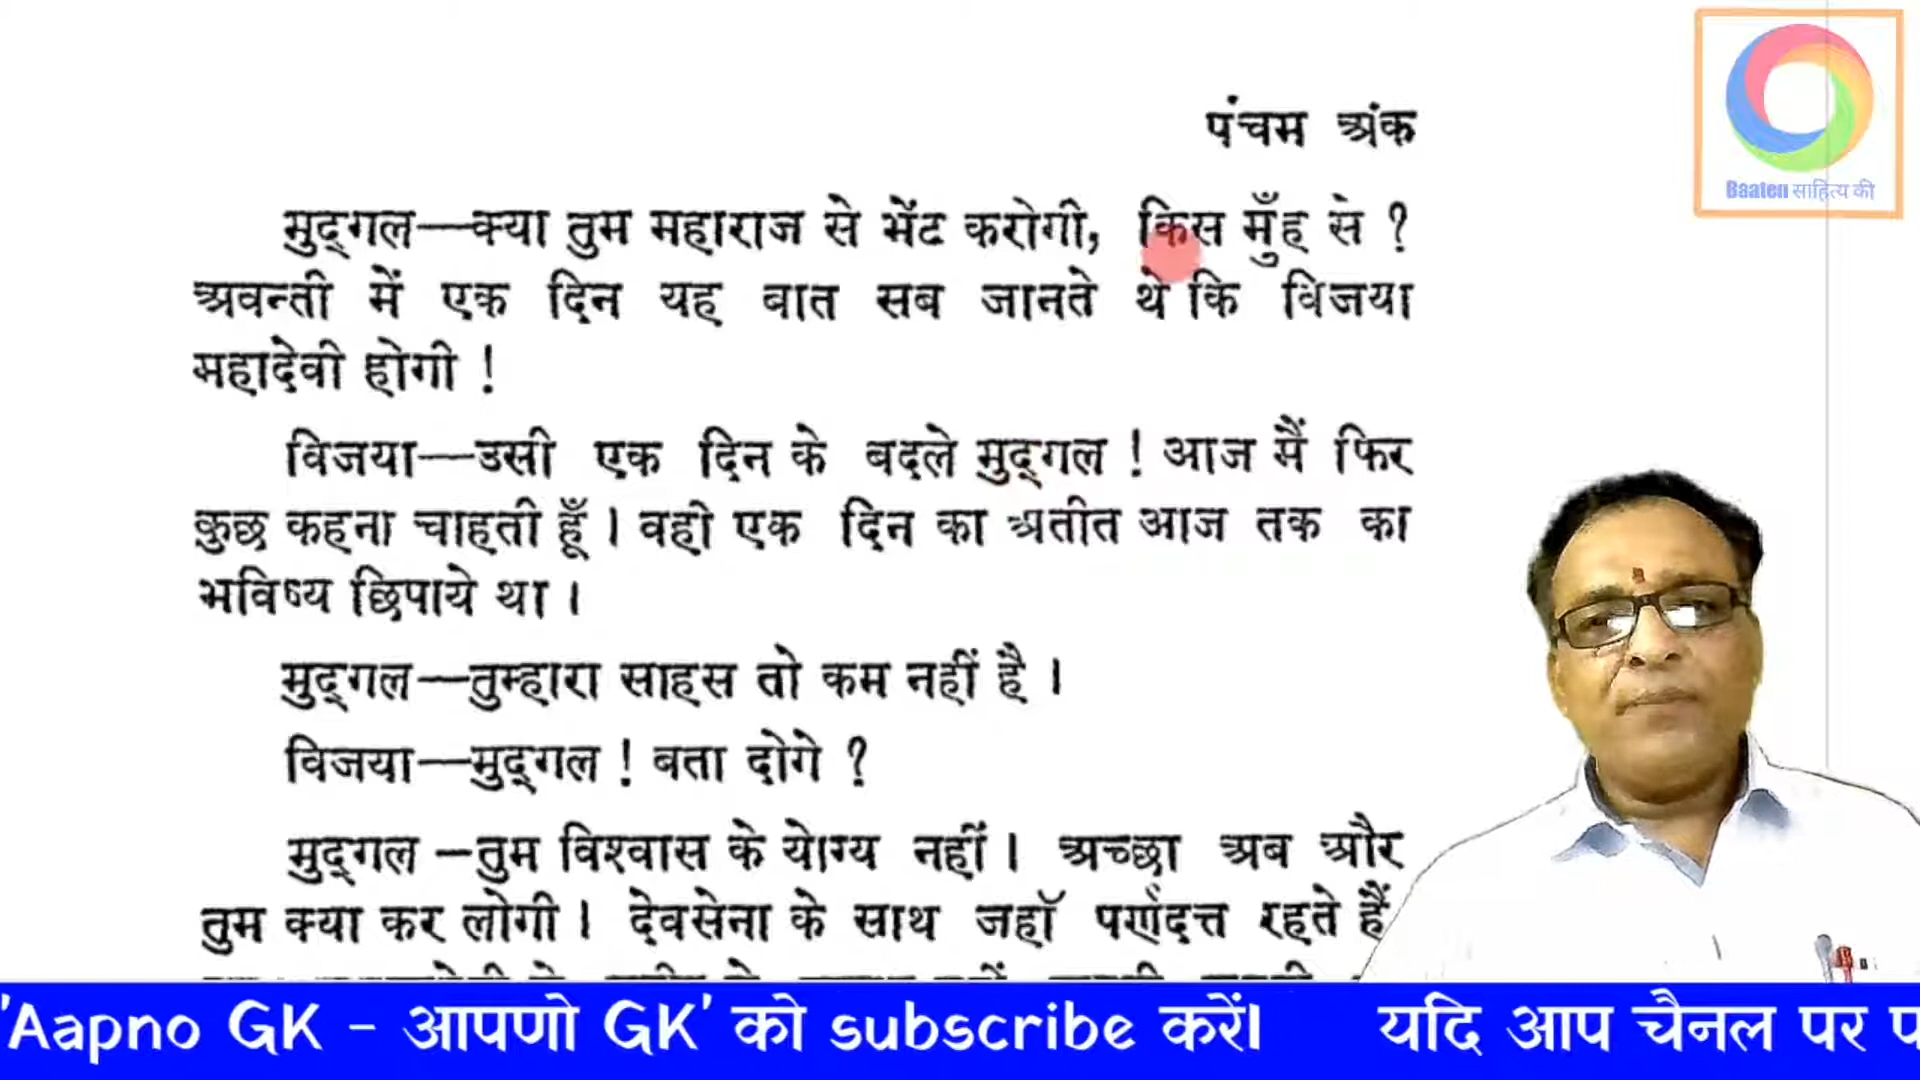 Baaten साहित्य की
पंचम अंक
मुद्गल—क्या तुम महाराज से भेंट करोगी, किस मुँह से ?
अवन्ती में एक दिन यह बात सब जानते थे कि विजया
महादेवी होगी !
विजया—उसी एक दिन के बदले मुद्गल ! आज मैं फिर
कुछ कहना चाहती हूँ । वही एक दिन का अतीत आज तक का
भविष्य छिपाये था ।
मुद्गल—तुम्हारा साहस तो कम नहीं है ।
विजया—मुद्गल ! बता दोगे ?
मुद्गल—तुम विश्वास के योग्य नहीं । अच्छा अब और
तुम क्या कर लोगी । देवसेना के साथ जहाँ पर्णदत्त रहते हैं
'Aapno GK - आपणो GK' को subscribe करें। यदि आप चैनल पर